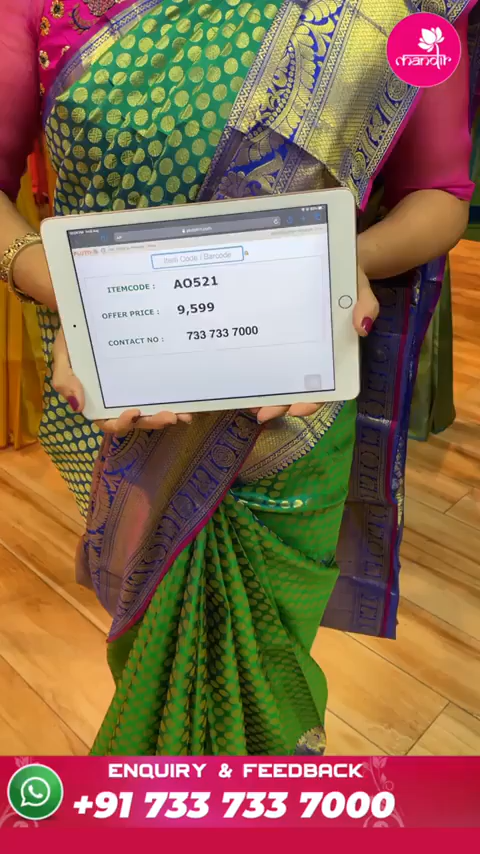 mandir
Item Code / Barcode
ITEMCODE : AO521
OFFER PRICE : 9,599
CONTACT NO : 733 733 7000
ENQUIRY & FEEDBACK
+91 733 733 7000